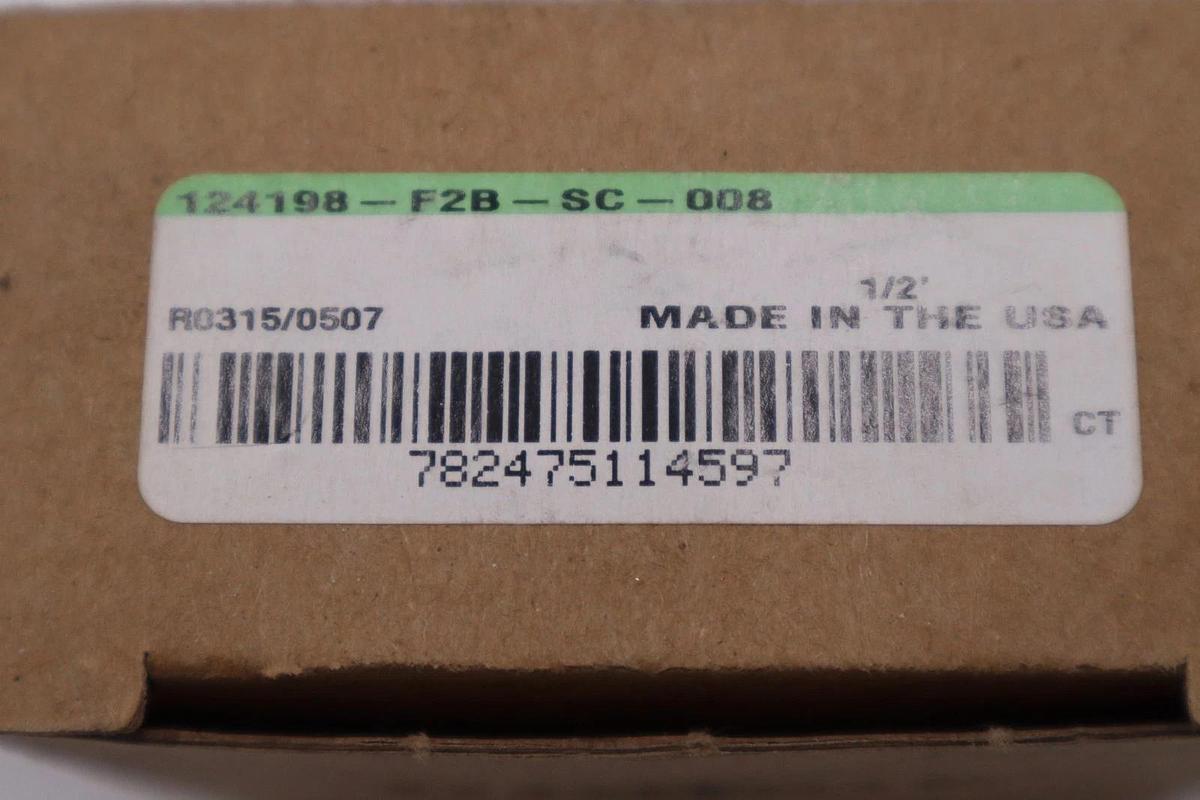 124198 – F2B – SC – 008
1/2'
R0315/0507 MADE IN THE USA
CT
782475114597